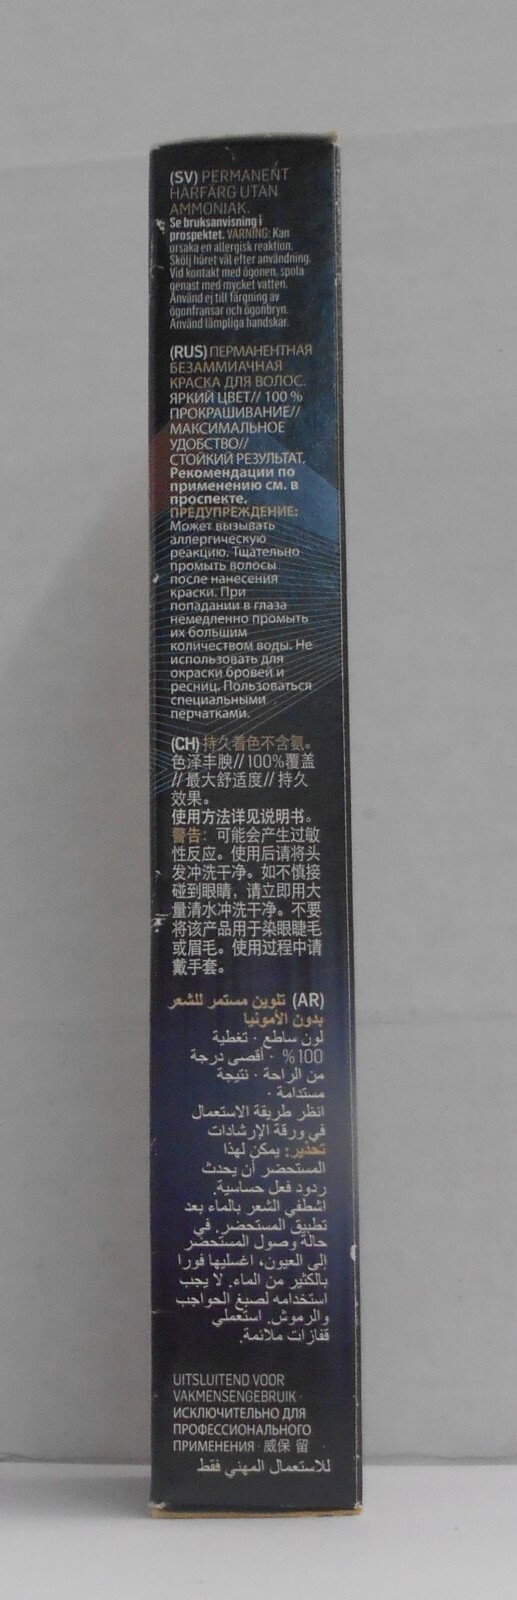 (SV) PERMANENT
HÅRFÄRG UTAN
AMMONIAK.
Se bruksanvisning i
prospektet. VARNING: Kan
orsaka en allergisk reaktion.
Skölj håret väl efter användning.
Vid kontakt med ögonen, spola
genast med mycket vatten.
Använd ej till färgning av
ögonfransar och ögonbryn.
Använd lämpliga handskar.
(RUS) ПЕРМАНЕНТНАЯ
БЕЗАММИАЧНАЯ
КРАСКА ДЛЯ ВОЛОС.
ЯРКИЙ ЦВЕТ// 100 %
ПРОКРАШИВАНИЕ//
МАКСИМАЛЬНОЕ
УДОБСТВО//
СТОЙКИЙ РЕЗУЛЬТАТ.
Рекомендации по
применению см. в
проспекте.
ПРЕДУПРЕЖДЕНИЕ:
Может вызывать
аллергическую
реакцию. Тщательно
промыть волосы
после нанесения
краски. При
попадании в глаза
немедленно промыть
их большим
количеством воды. Не
использовать для
окраски бровей и
ресниц. Пользоваться
специальными
перчатками.
(CH) 持久着色不含氨。
色泽丰腴// 100%覆盖
//最大舒适度// 持久
效果。
使用方法详见说明书。
警告：可能会产生过敏
性反应。使用后请将头
发冲洗干净。如不慎接
碰到眼睛，请立即用大
量清水冲洗干净。不要
将该产品用于染眼睫毛
或眉毛。使用过程中请
戴手套。
(AR) تلوين مستمر للشعر
بدون الأمونيا
لون ساطع · تغطية
100% · أقصى درجة
من الراحة · نتيجة
مستدامة ·
انظر طريقة الاستعمال
في ورقة الإرشادات
تحذير: يمكن لهذا
المستحضر أن يحدث
ردود فعل حساسية.
اشطفي الشعر بالماء بعد
تطبيق المستحضر. في
حالة وصول المستحضر
إلى العيون، اغسليها فورا
بالكثير من الماء. لا يجب
استخدامه لصبغ الحواجب
والرموش. استعملي
قفازات ملائمة.
UITSLUITEND VOOR
VAKMENSENGEBRUIK ·
ИСКЛЮЧИТЕЛЬНО ДЛЯ
ПРОФЕССИОНАЛЬНОГО
ПРИМЕНЕНИЯ · 威保 留 ·
للاستعمال المهني فقط